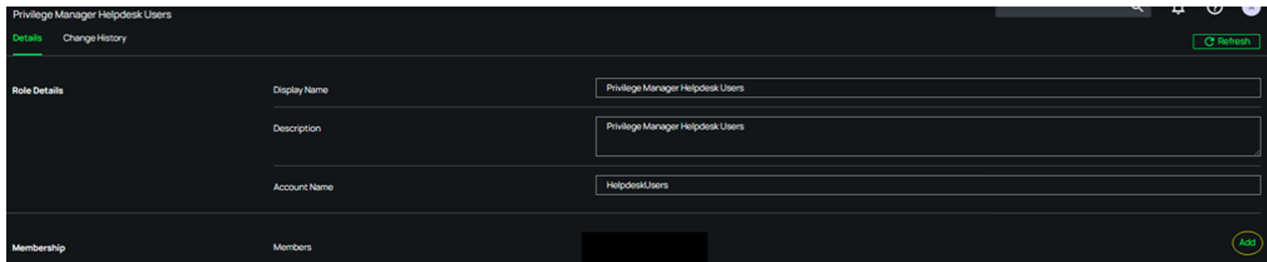 Privilege Manager Helpdesk Users
Details Change History
Refresh
Role Details Display Name Privilege Manager Helpdesk Users
Description Privilege Manager Helpdesk Users
Account Name HelpdeskUsers
Membership Members Add